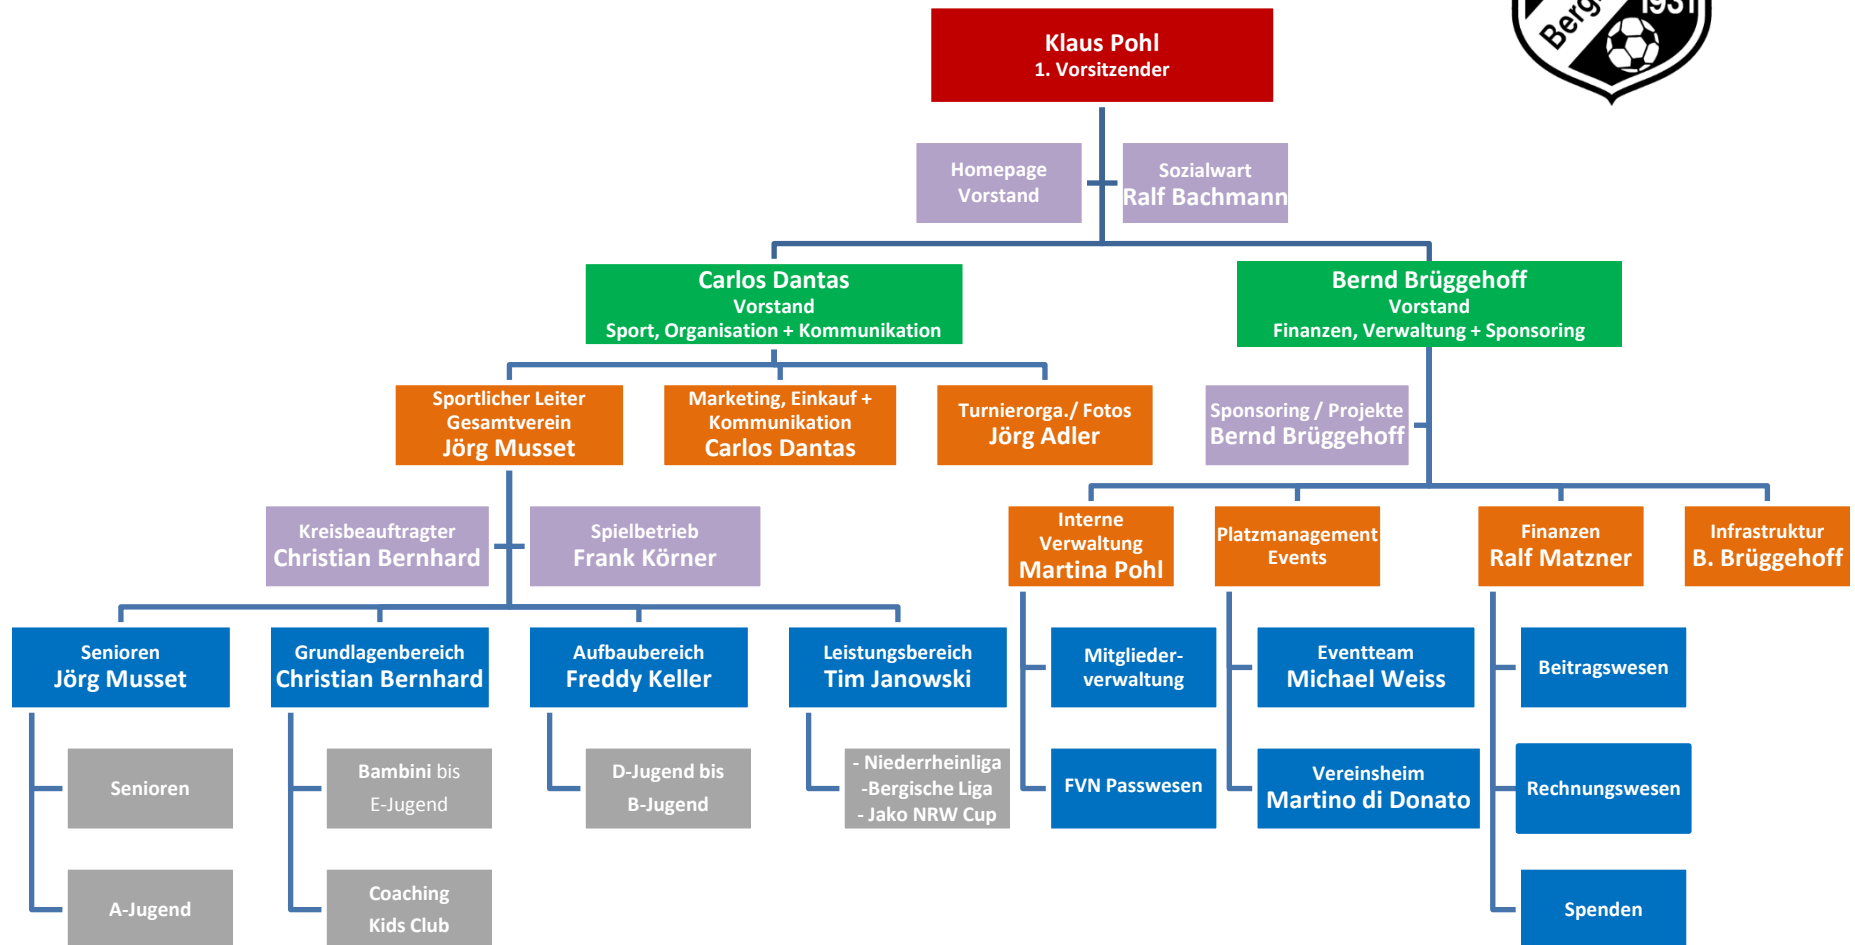 1931
Klaus Pohl
1. Vorsitzender
Homepage
Vorstand
Sozialwart
Ralf Bachmann
Carlos Dantas
Vorstand
Sport, Organisation + Kommunikation
Bernd Brüggehoff
Vorstand
Finanzen, Verwaltung + Sponsoring
Sportlicher Leiter
Gesamtverein
Jörg Musset
Marketing, Einkauf +
Kommunikation
Carlos Dantas
Turnierorga./ Fotos
Jörg Adler
Sponsoring / Projekte
Bernd Brüggehoff
Kreisbeauftragter
Christian Bernhard
Spielbetrieb
Frank Körner
Interne
Verwaltung
Martina Pohl
Platzmanagement
Events
Finanzen
Ralf Matzner
Infrastruktur
B. Brüggehoff
Senioren
Jörg Musset
Grundlagenbereich
Christian Bernhard
Aufbaubereich
Freddy Keller
Leistungsbereich
Tim Janowski
Mitglieder-
verwaltung
Eventteam
Michael Weiss
Beitragswesen
Senioren
Bambini bis
E-Jugend
D-Jugend bis
B-Jugend
- Niederrheinliga
-Bergische Liga
- Jako NRW Cup
FVN Passwesen
Vereinsheim
Martino di Donato
Rechnungswesen
A-Jugend
Coaching
Kids Club
Spenden